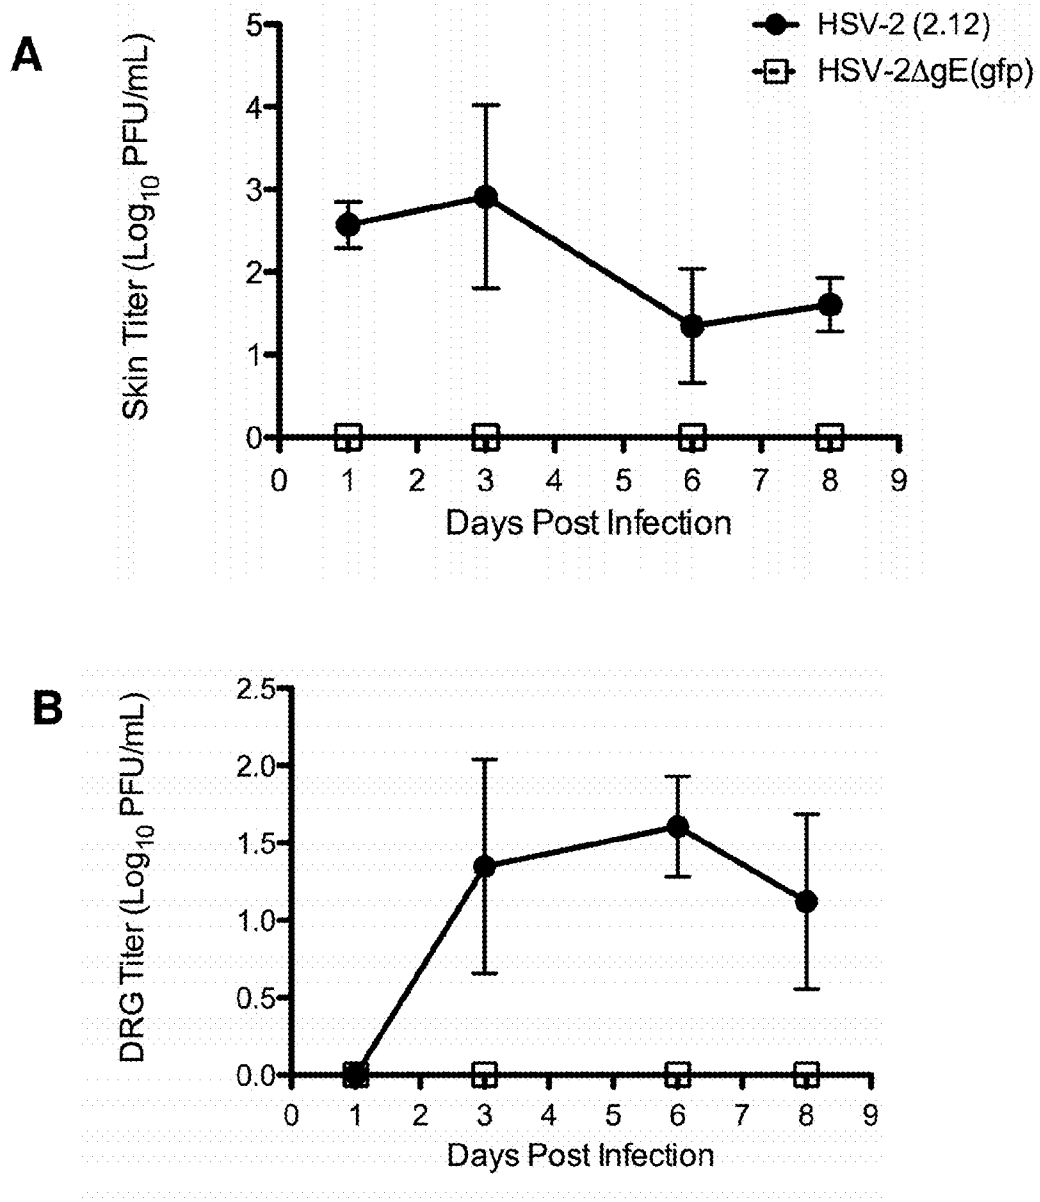 A
Skin Titer (Log10 PFU/mL)
5
4
3
2
1
0
HSV-2 (2.12)
HSV-2ΔgE(gfp)
0 1 2 3 4 5 6 7 8 9
Days Post Infection
B
DRG Titer (Log10 PFU/mL)
2.5
2.0
1.5
1.0
0.5
0.0
0 1 2 3 4 5 6 7 8 9
Days Post Infection